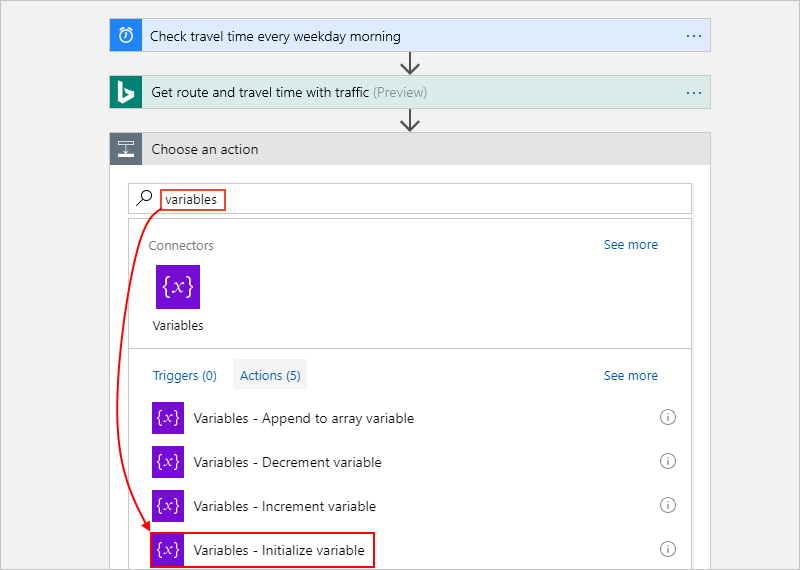 Check travel time every weekday morning
Get route and travel time with traffic (Preview)
Choose an action
variables
Connectors See more
{x}
Variables
Triggers (0) Actions (5) See more
{x} Variables - Append to array variable
{x} Variables - Decrement variable
{x} Variables - Increment variable
{x} Variables - Initialize variable